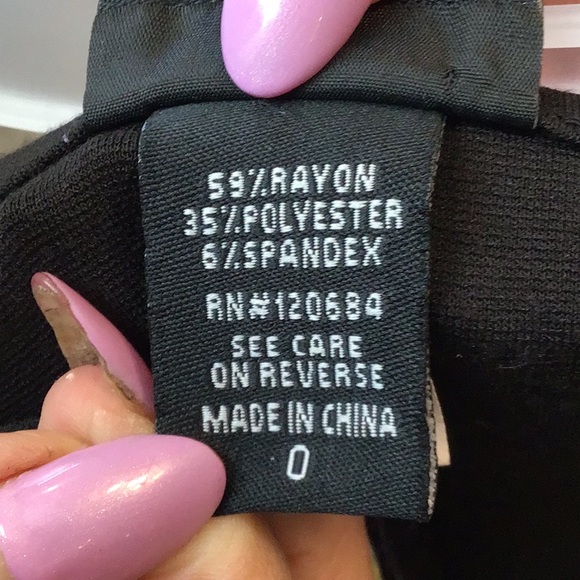 59%RAYON
35%POLYESTER
6%SPANDEX
RN#120684
SEE CARE
ON REVERSE
MADE IN CHINA
0